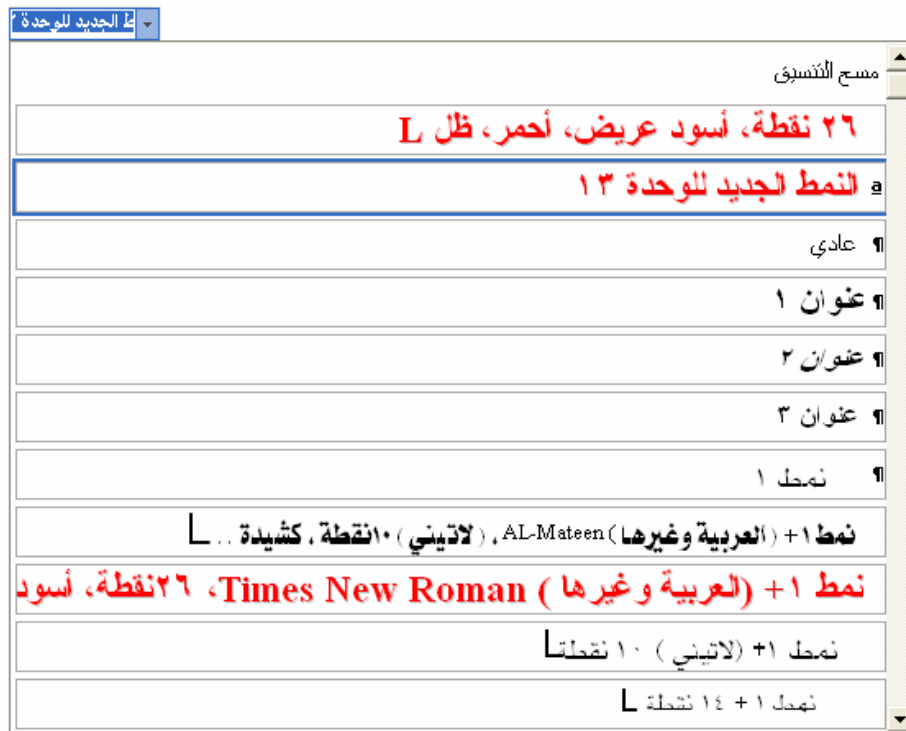 ط الجديد للوحدة
مسح التنسيق
٢٦ نقطة، أسود عريض، أحمر، ظل L
a النمط الجديد للوحدة ١٣
¶ عادي
¶ عنوان ١
¶ عنوان ٢
¶ عنوان ٣
¶ نمط ١
نمط ١+ (العربية وغيرها) AL-Mateen، (لاتيني) ١٠نقطة، كشيدة .. L
نمط ١+ (العربية وغيرها ) Times New Roman، ٢٦نقطة، أسود
نمط ١+ (لاتيني ) ١٠ نقطةL
نمط ١ + ١٤ نقطة L